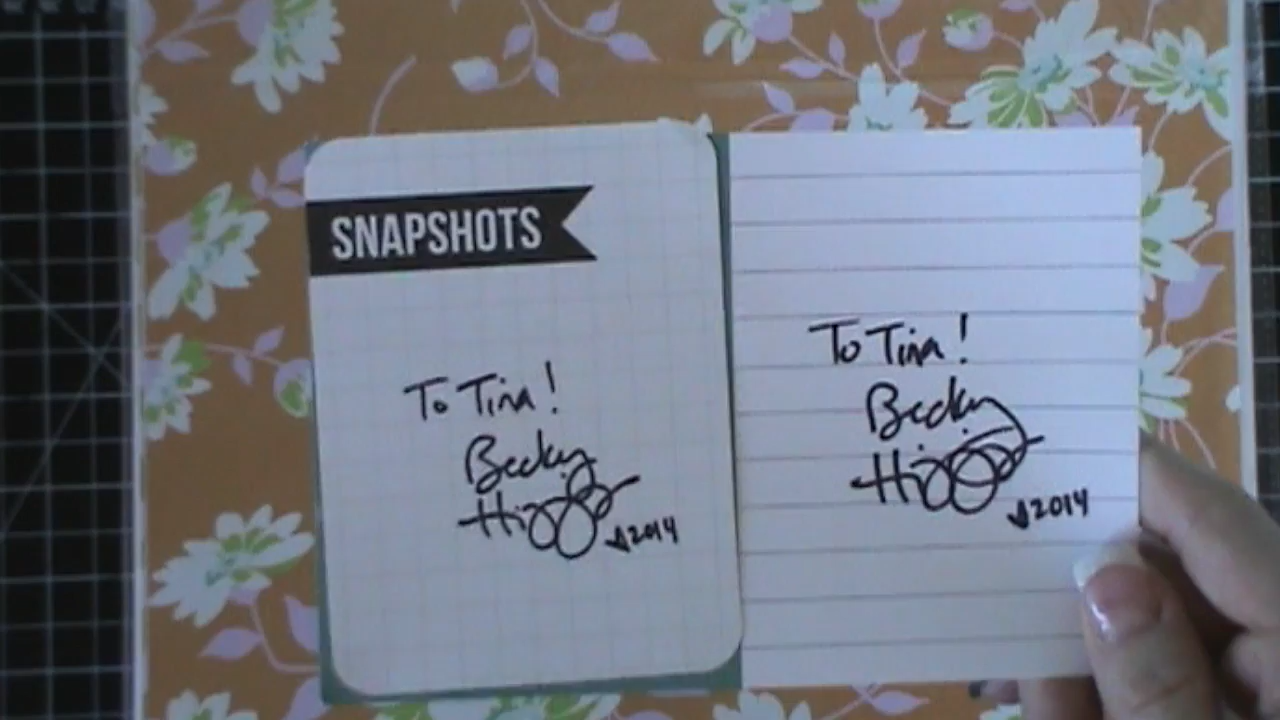 SNAPSHOTS
To Tina!
Becky
Higgins
2014
To Tina!
Becky
Higgins
2014